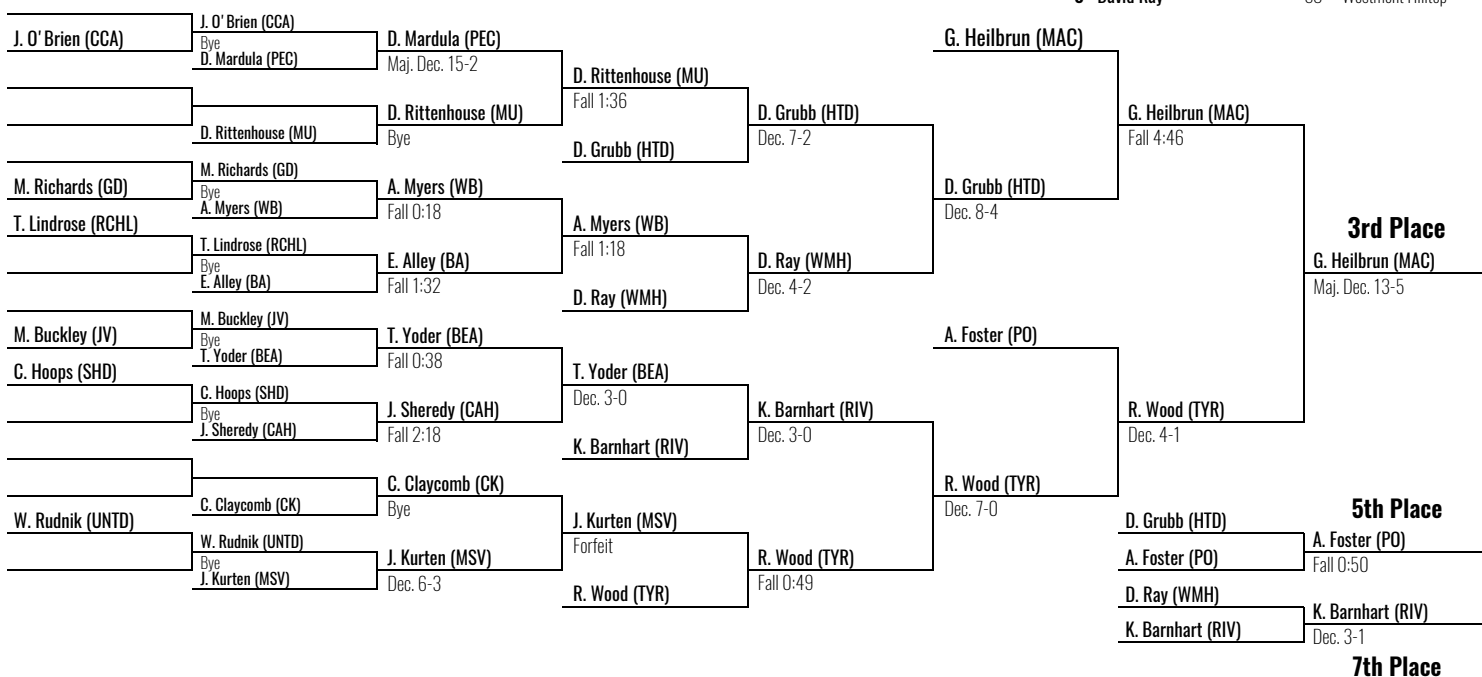 J. O'Brien (CCA)
J. O'Brien (CCA)
Bye
D. Mardula (PEC)
D. Rittenhouse (MU)
M. Richards (GD)
M. Richards (GD)
Bye
A. Myers (WB)
T. Lindrose (RCHL)
T. Lindrose (RCHL)
Bye
E. Alley (BA)
M. Buckley (JV)
M. Buckley (JV)
Bye
T. Yoder (BEA)
C. Hoops (SHD)
C. Hoops (SHD)
Bye
J. Sheredy (CAH)
C. Claycomb (CK)
W. Rudnik (UNTD)
W. Rudnik (UNTD)
Bye
J. Kurten (MSV)
D. Mardula (PEC)
Maj. Dec. 15-2
D. Rittenhouse (MU)
Bye
A. Myers (WB)
Fall 0:18
E. Alley (BA)
Fall 1:32
T. Yoder (BEA)
Fall 0:38
J. Sheredy (CAH)
Fall 2:18
C. Claycomb (CK)
Bye
J. Kurten (MSV)
Dec. 6-3
D. Rittenhouse (MU)
Fall 1:36
D. Grubb (HTD)
A. Myers (WB)
Fall 1:18
D. Ray (WMH)
T. Yoder (BEA)
Dec. 3-0
K. Barnhart (RIV)
J. Kurten (MSV)
Forfeit
R. Wood (TYR)
D. Grubb (HTD)
Dec. 7-2
D. Ray (WMH)
Dec. 4-2
K. Barnhart (RIV)
Dec. 3-0
R. Wood (TYR)
Fall 0:49
G. Heilbrun (MAC)
D. Grubb (HTD)
Dec. 8-4
A. Foster (PO)
R. Wood (TYR)
Dec. 7-0
G. Heilbrun (MAC)
Fall 4:46
R. Wood (TYR)
Dec. 4-1
3rd Place
G. Heilbrun (MAC)
Maj. Dec. 13-5
5th Place
D. Grubb (HTD)
A. Foster (PO)
A. Foster (PO)
Fall 0:50
D. Ray (WMH)
K. Barnhart (RIV)
K. Barnhart (RIV)
Dec. 3-1
7th Place